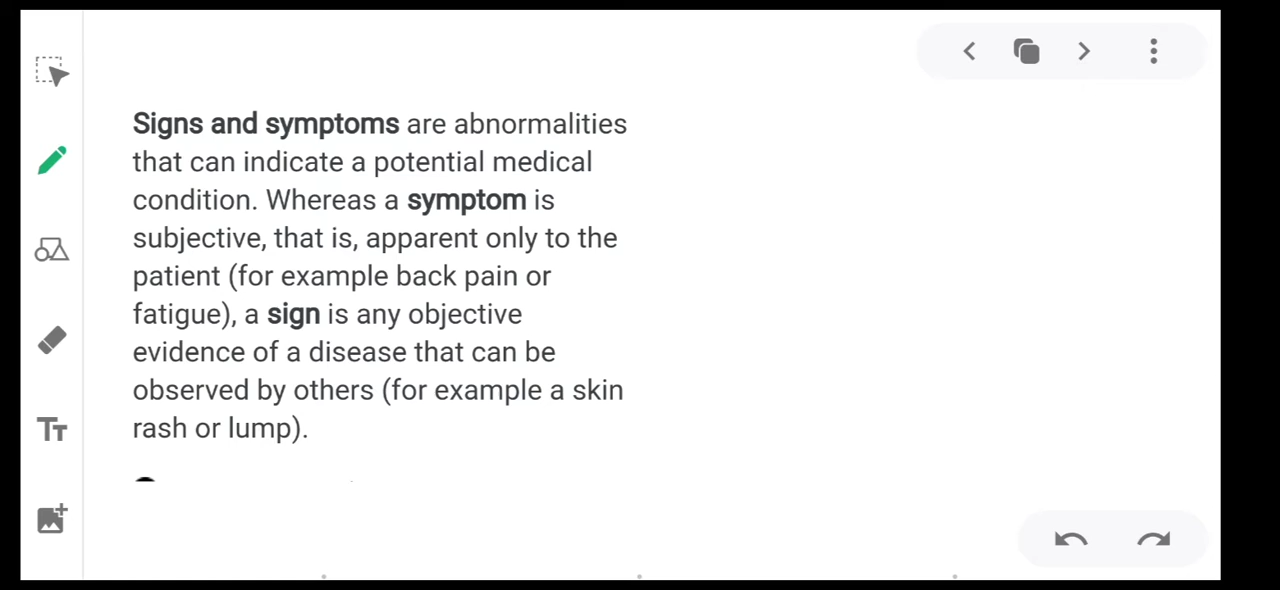 Signs and symptoms are abnormalities
that can indicate a potential medical
condition. Whereas a symptom is
subjective, that is, apparent only to the
patient (for example back pain or
fatigue), a sign is any objective
evidence of a disease that can be
observed by others (for example a skin
rash or lump).